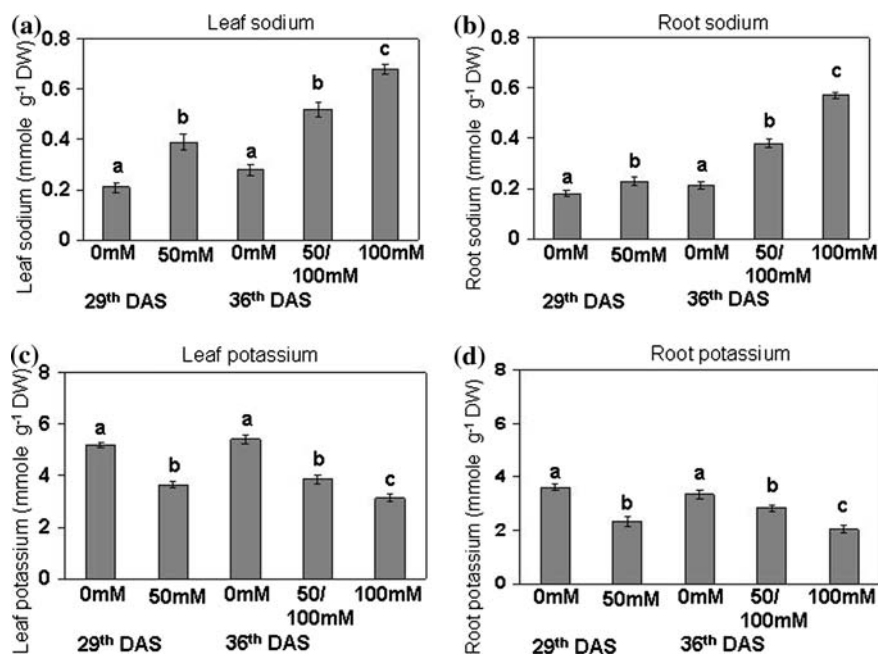 (a) Leaf sodium
Leaf sodium (mmole g-1 DW)
0.8
0.6
0.4
0.2
0
a b a b c
0mM 50mM 0mM 50/ 100mM
100mM
29th DAS 36th DAS
(b) Root sodium
Root sodium (mmole g-1 DW)
0.8
0.6
0.4
0.2
0
a b a b c
0mM 50mM 0mM 50/ 100mM
100mM
29th DAS 36th DAS
(c) Leaf potassium
Leaf potassium (mmole g-1 DW)
8
6
4
2
0
a b a b c
0mM 50mM 0mM 50/ 100mM
100mM
29th DAS 36th DAS
(d) Root potassium
Root potassium (mmole g-1 DW)
8
6
4
2
0
a b a b c
0mM 50mM 0mM 50/ 100mM
100mM
29th DAS 36th DAS